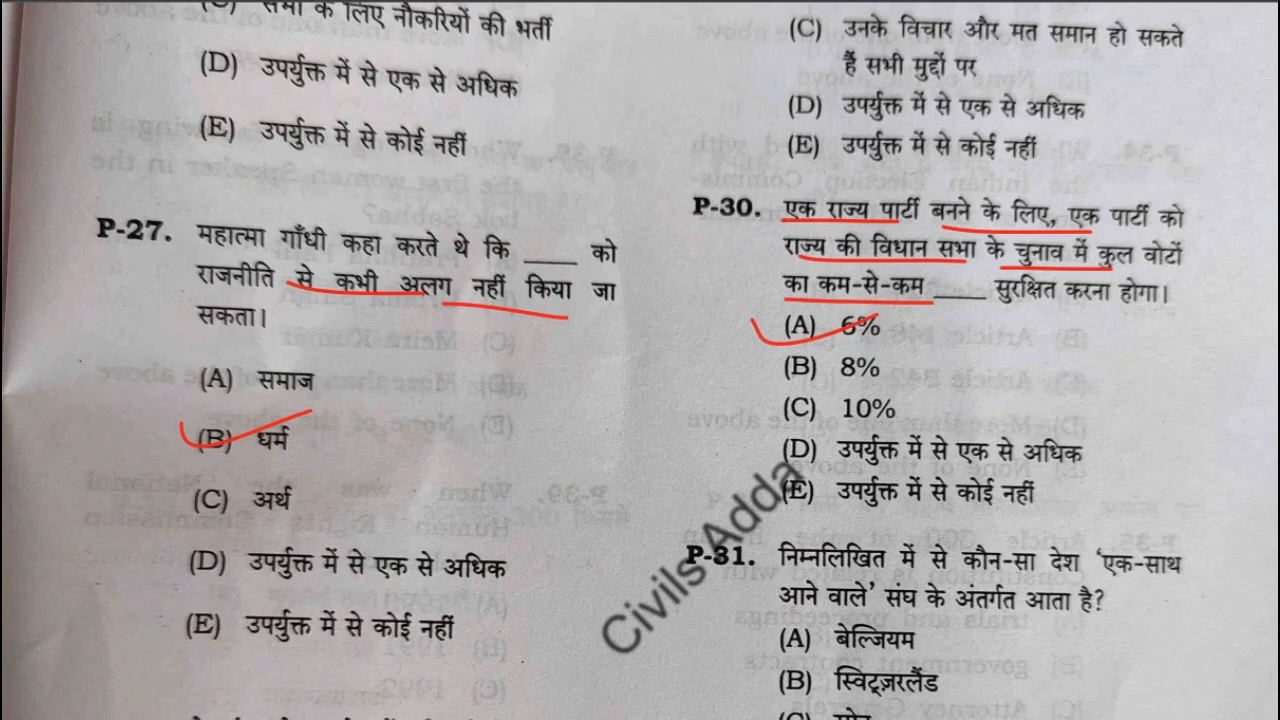 सभी के लिए नौकरियों की भर्ती
(D) उपर्युक्त में से एक से अधिक
(E) उपर्युक्त में से कोई नहीं
P-27. महात्मा गाँधी कहा करते थे कि ____ को
राजनीति से कभी अलग नहीं किया जा
सकता।
(A) समाज
(B) धर्म
(C) अर्थ
(D) उपर्युक्त में से एक से अधिक
(E) उपर्युक्त में से कोई नहीं
(C) उनके विचार और मत समान हो सकते
हैं सभी मुद्दों पर
(D) उपर्युक्त में से एक से अधिक
(E) उपर्युक्त में से कोई नहीं
P-30. एक राज्य पार्टी बनने के लिए, एक पार्टी को
राज्य की विधान सभा के चुनाव में कुल वोटों
का कम-से-कम ____ सुरक्षित करना होगा।
(A) 6%
(B) 8%
(C) 10%
(D) उपर्युक्त में से एक से अधिक
(E) उपर्युक्त में से कोई नहीं
P-31. निम्नलिखित में से कौन-सा देश ‘एक-साथ
आने वाले’ संघ के अंतर्गत आता है?
(A) बेल्जियम
(B) स्विट्ज़रलैंड
Civils Adda